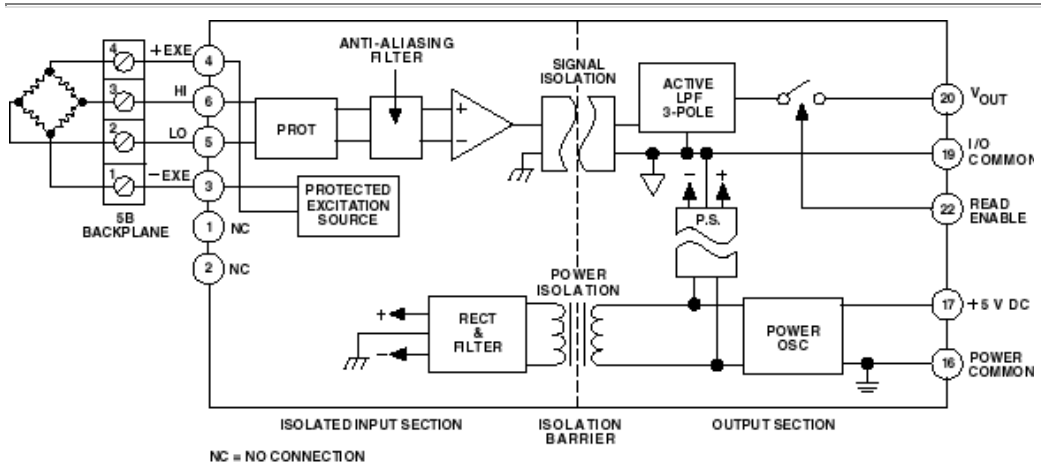 ANTI-ALIASING
FILTER
SIGNAL
ISOLATION
ACTIVE
LPF
3-POLE
4
+EXE
4
3
HI
6
2
LO
5
1
−EXE
3
PROT
+
−
PROTECTED
EXCITATION
SOURCE
5B
BACKPLANE
1
NC
2
NC
20
VOUT
19
I/O
COMMON
22
READ
ENABLE
−
+
P.S.
POWER
ISOLATION
+
−
RECT
&
FILTER
POWER
OSC
17
+5 V DC
16
POWER
COMMON
ISOLATED INPUT SECTION
ISOLATION
BARRIER
OUTPUT SECTION
NC = NO CONNECTION